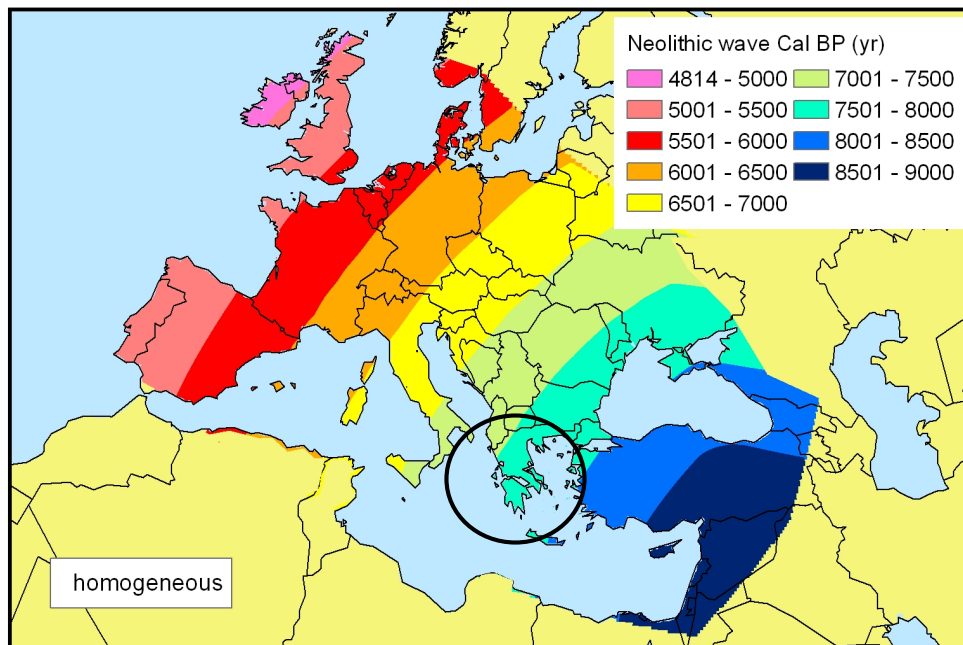 Neolithic wave Cal BP (yr)
4814 - 5000
5001 - 5500
5501 - 6000
6001 - 6500
6501 - 7000
7001 - 7500
7501 - 8000
8001 - 8500
8501 - 9000
homogeneous